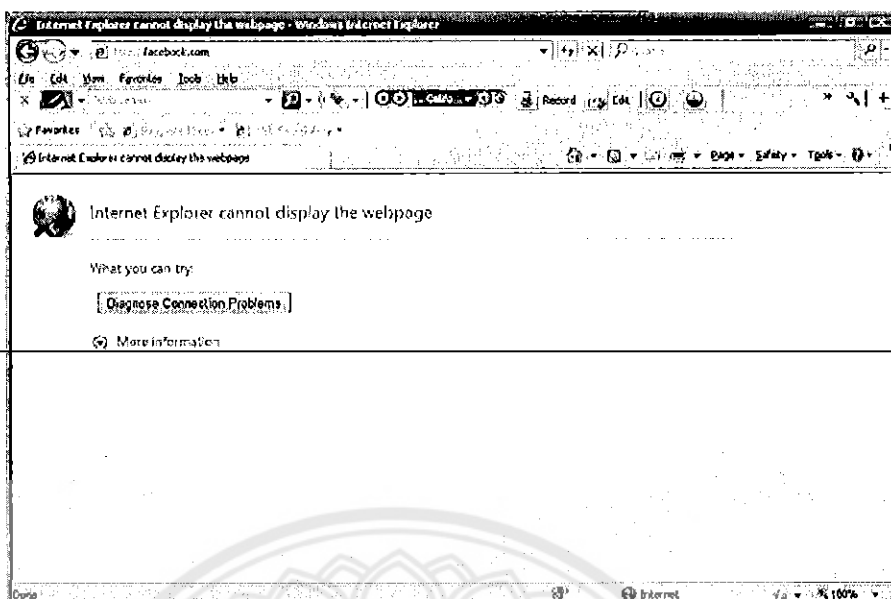 Internet Explorer cannot display the webpage - Windows Internet Explorer
facebook.com
File Edit View Favorites Tools Help
Record Edit
Favorites
Internet Explorer cannot display the webpage
Page Safety Tools
Internet Explorer cannot display the webpage
What you can try:
Diagnose Connection Problems
More information
Done Internet 100%